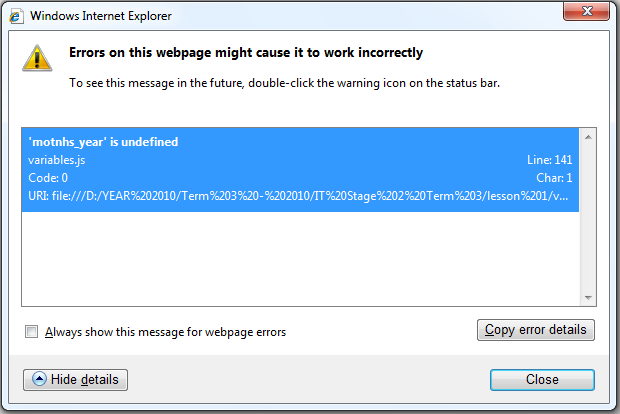 Windows Internet Explorer
Errors on this webpage might cause it to work incorrectly
To see this message in the future, double-click the warning icon on the status bar.
'motnhs_year' is undefined
variables.js Line: 141
Code: 0 Char: 1
URI: file:///D:/YEAR%202010/Term%203%20-%202010/IT%20Stage%202%20Term%203/lesson%201/v...
Always show this message for webpage errors
Copy error details
Hide details
Close